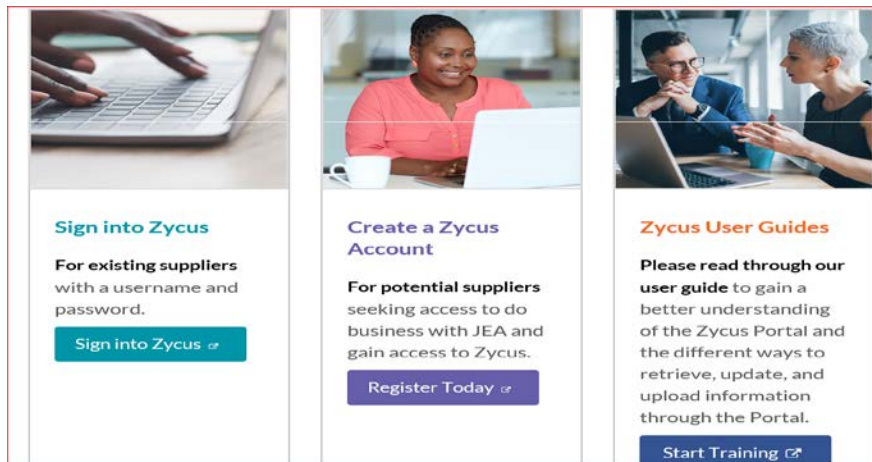 Sign into Zycus
For existing suppliers
with a username and
password.
Sign into Zycus
Create a Zycus
Account
For potential suppliers
seeking access to do
business with JEA and
gain access to Zycus.
Register Today
Zycus User Guides
Please read through our
user guide to gain a
better understanding
of the Zycus Portal and
the different ways to
retrieve, update, and
upload information
through the Portal.
Start Training